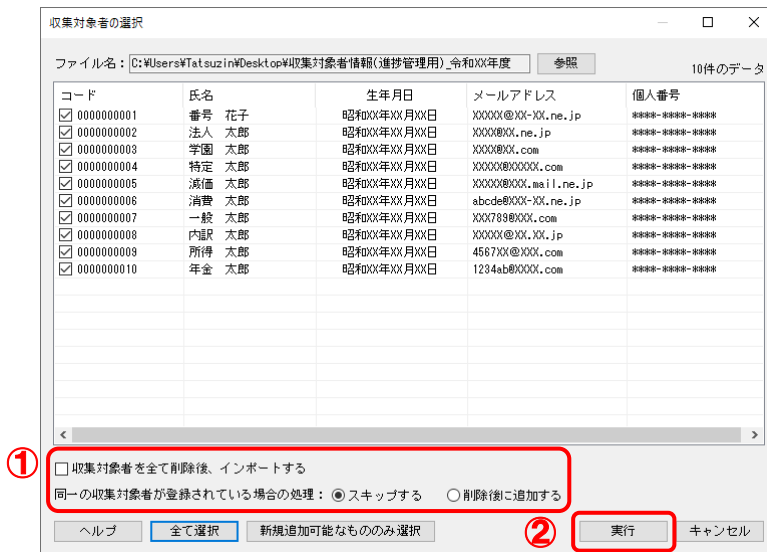 収集対象者の選択
ファイル名： C:¥Users¥Tatsuzin¥Desktop¥収集対象者情報(進捗管理用)_令和XX年度 参照 10件のデータ
コード 氏名 生年月日 メールアドレス 個人番号
0000000001 番号 花子 昭和XX年XX月XX日 XXXXX@XX-XX.ne.jp ****-****-****
0000000002 法人 太郎 昭和XX年XX月XX日 XXXX@XX.ne.jp ****-****-****
0000000003 学園 太郎 昭和XX年XX月XX日 XXXX@XX.com ****-****-****
0000000004 特定 太郎 昭和XX年XX月XX日 XXXXX@XXXXX.com ****-****-****
0000000005 減価 太郎 昭和XX年XX月XX日 XXXXX@XXX.mail.ne.jp ****-****-****
0000000006 消費 太郎 昭和XX年XX月XX日 abcde@XXX-XX.ne.jp ****-****-****
0000000007 一般 太郎 昭和XX年XX月XX日 XXX789@XXX.com ****-****-****
0000000008 内訳 太郎 昭和XX年XX月XX日 XXXXX@XX.XX.jp ****-****-****
0000000009 所得 太郎 昭和XX年XX月XX日 4567XX@XXX.com ****-****-****
0000000010 年金 太郎 昭和XX年XX月XX日 1234ab@XXXX.com ****-****-****
①
収集対象者を全て削除後、インポートする
同一の収集対象者が登録されている場合の処理： スキップする 削除後に追加する
ヘルプ 全て選択 新規追加可能なもののみ選択 ② 実行 キャンセル